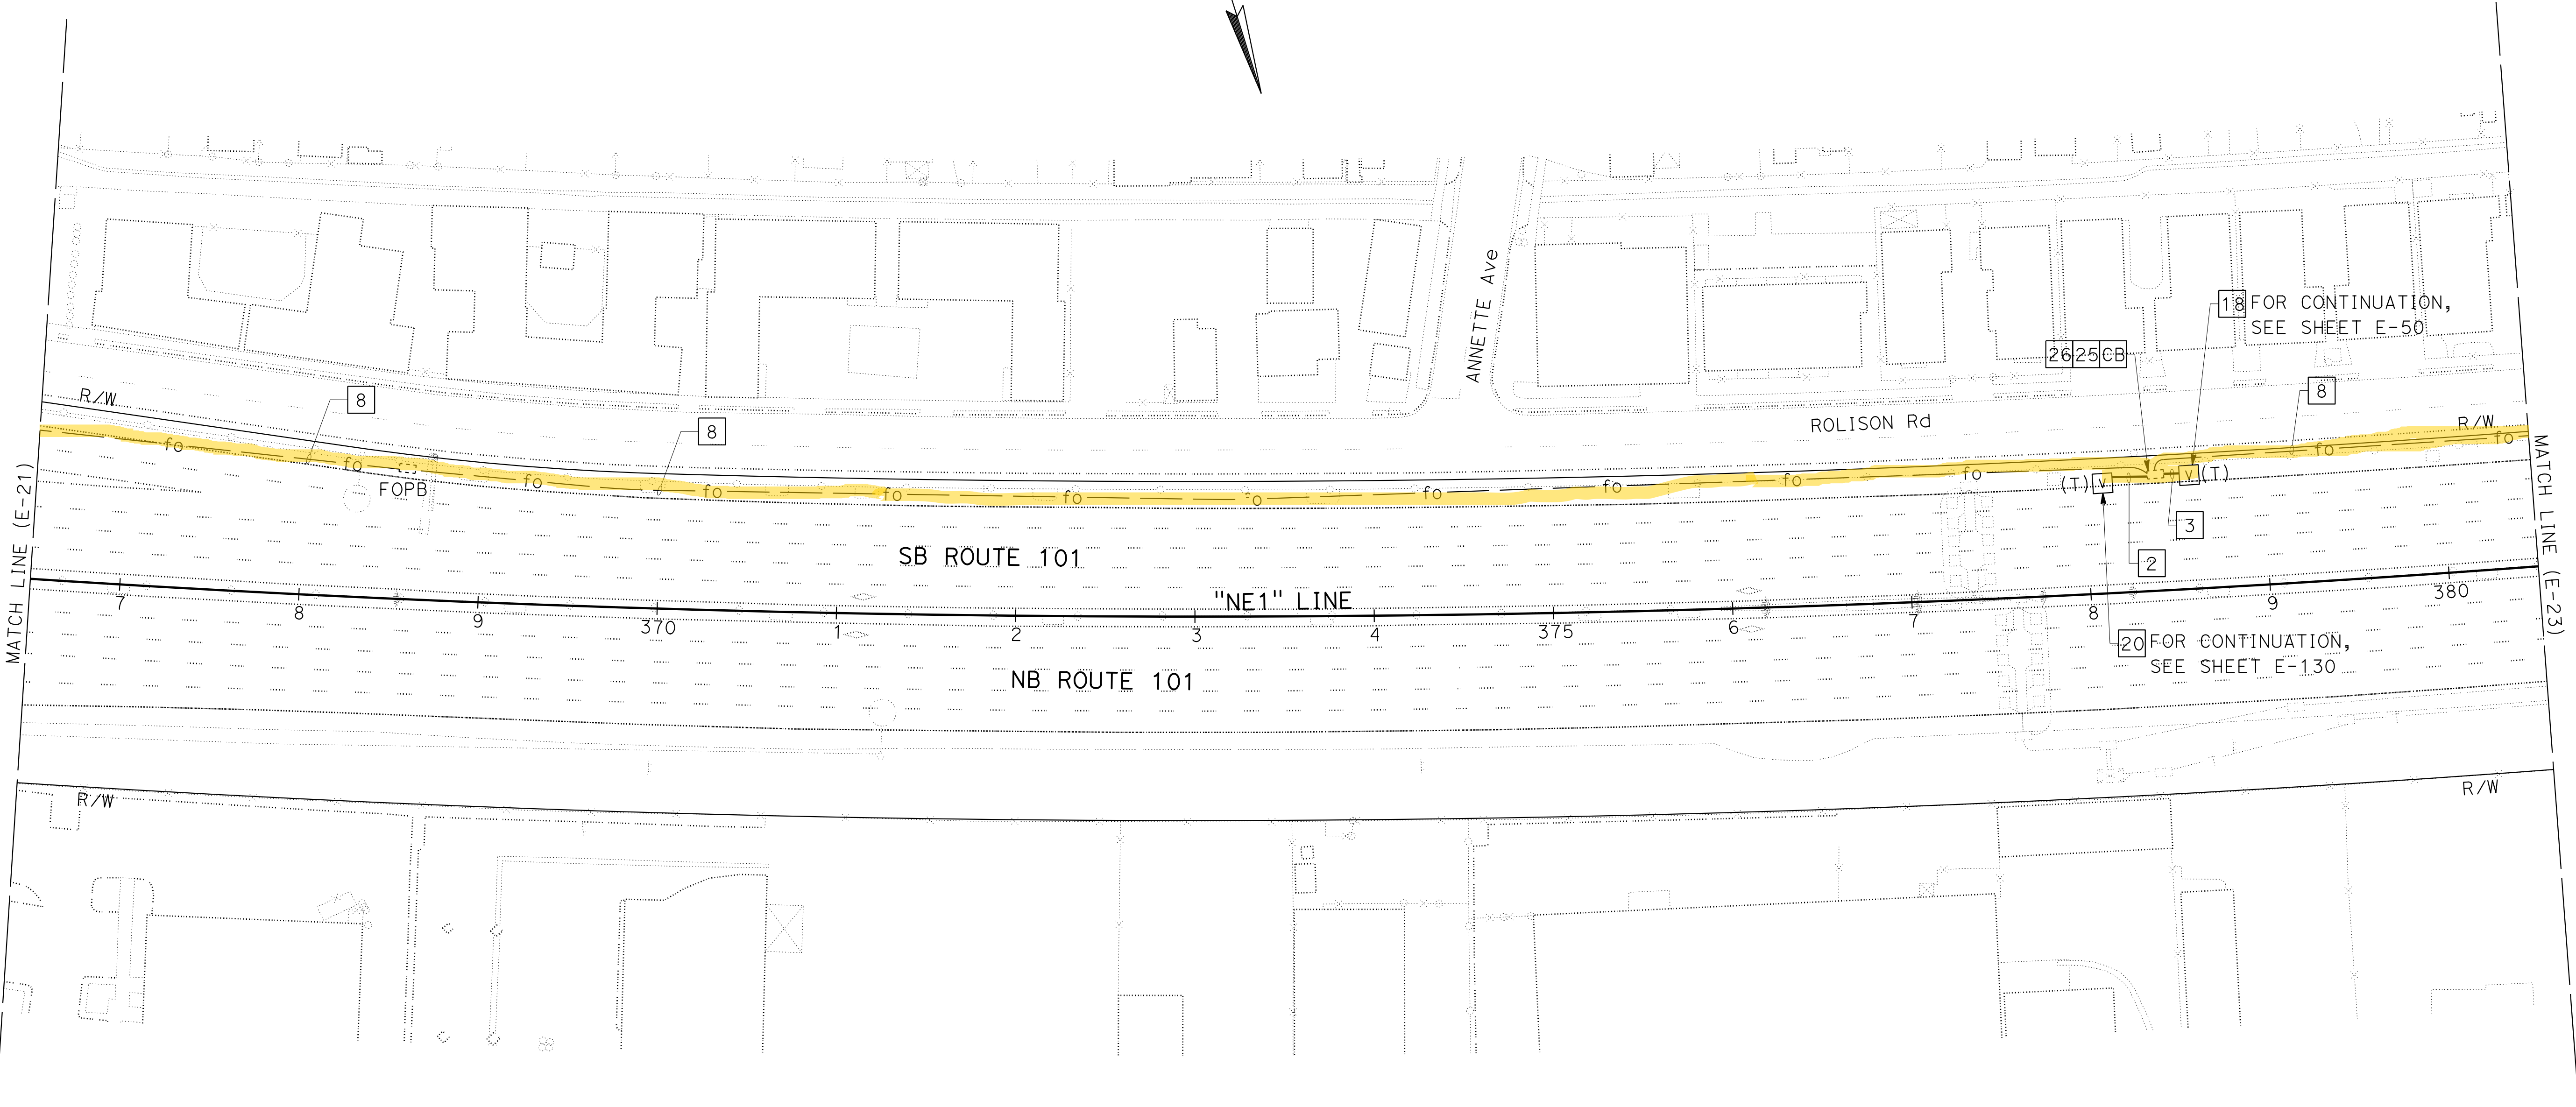 ANNETTE Ave
18 FOR CONTINUATION,
SEE SHEET E-50
26 25 CB
R/W
8
8
8
ROLISON Rd
R/W
fo
fo
fo
fo
fo
fo
fo
fo
fo
fo
fo
fo
fo
FOPB
(T) v
v (T)
3
2
MATCH LINE (E-21)
MATCH LINE (E-23)
SB ROUTE 101
"NE1" LINE
7
8
9
370
1
2
3
4
375
6
7
8
9
380
20 FOR CONTINUATION,
SEE SHEET E-130
NB ROUTE 101
R/W
R/W